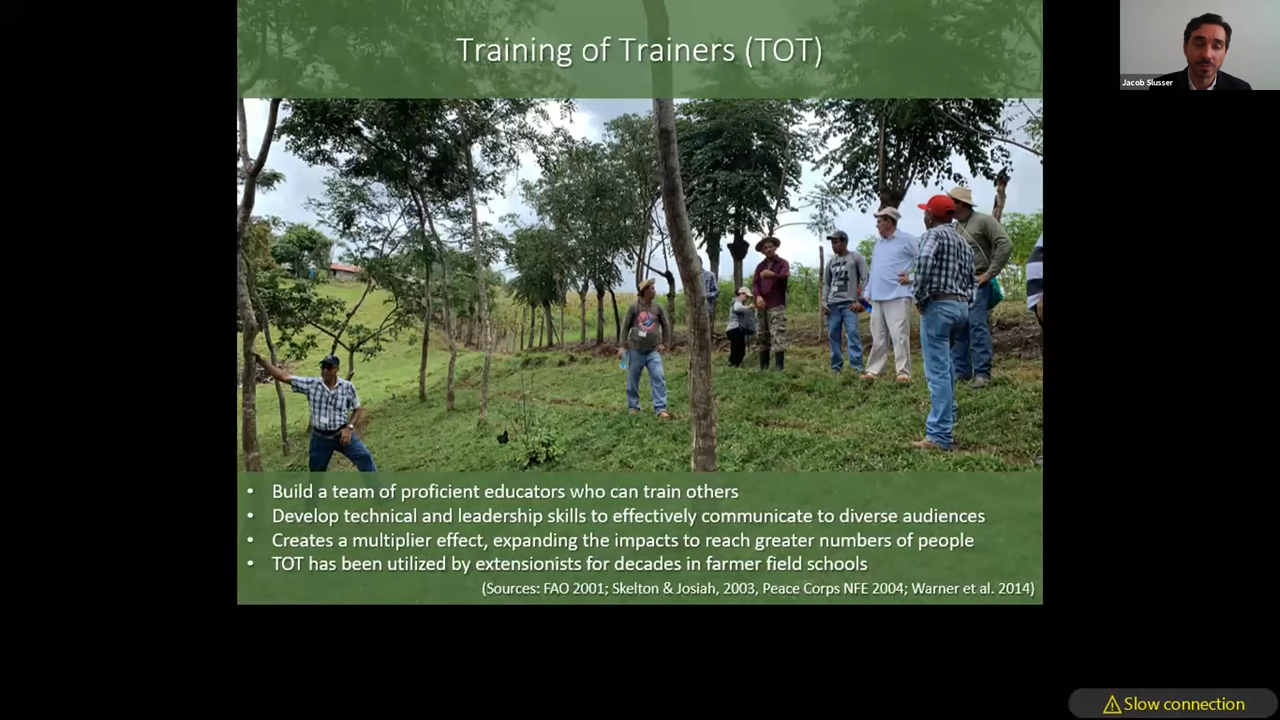 Training of Trainers (TOT)
Jacob Slusser
• Build a team of proficient educators who can train others
• Develop technical and leadership skills to effectively communicate to diverse audiences
• Creates a multiplier effect, expanding the impacts to reach greater numbers of people
• TOT has been utilized by extensionists for decades in farmer field schools
(Sources: FAO 2001; Skelton & Josiah, 2003, Peace Corps NFE 2004; Warner et al. 2014)
Slow connection